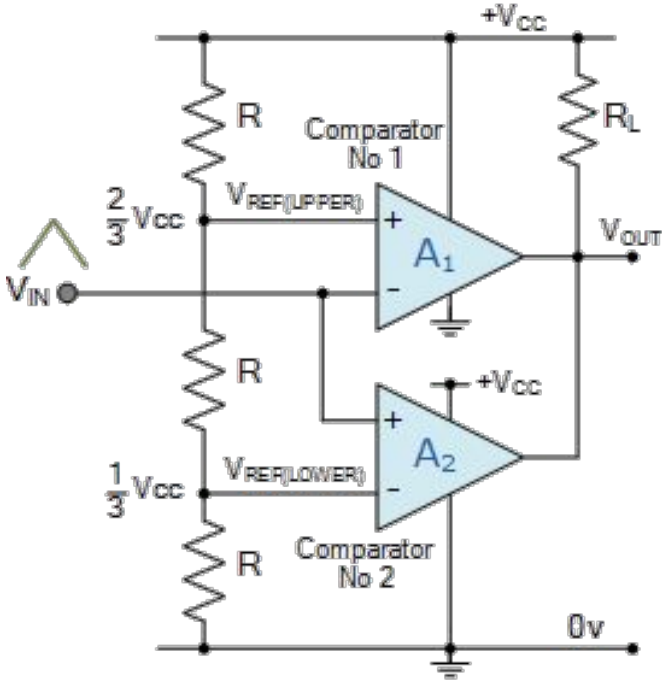 +VCC
R
Comparator
No 1
RL
2/3 VCC
VREF(UPPER)
+
A1
VOUT
VIN
-
R
+VCC
+
A2
1/3 VCC
VREF(LOWER)
-
R
Comparator
No 2
0v